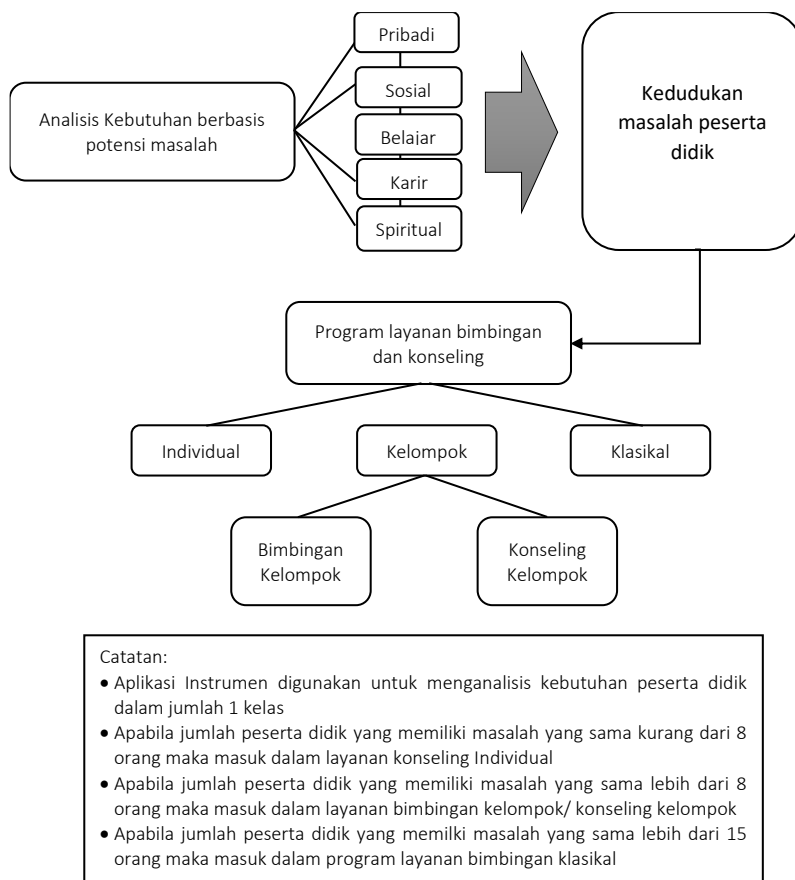 Pribadi
Sosial
Belajar
Karir
Spiritual
Analisis Kebutuhan berbasis
potensi masalah
Kedudukan
masalah peserta
didik
Program layanan bimbingan
dan konseling
Individual
Kelompok
Klasikal
Bimbingan
Kelompok
Konseling
Kelompok
Catatan:
• Aplikasi Instrumen digunakan untuk menganalisis kebutuhan peserta didik
dalam jumlah 1 kelas
• Apabila jumlah peserta didik yang memiliki masalah yang sama kurang dari 8
orang maka masuk dalam layanan konseling Individual
• Apabila jumlah peserta didik yang memiliki masalah yang sama lebih dari 8
orang maka masuk dalam layanan bimbingan kelompok/ konseling kelompok
• Apabila jumlah peserta didik yang memilki masalah yang sama lebih dari 15
orang maka masuk dalam program layanan bimbingan klasikal